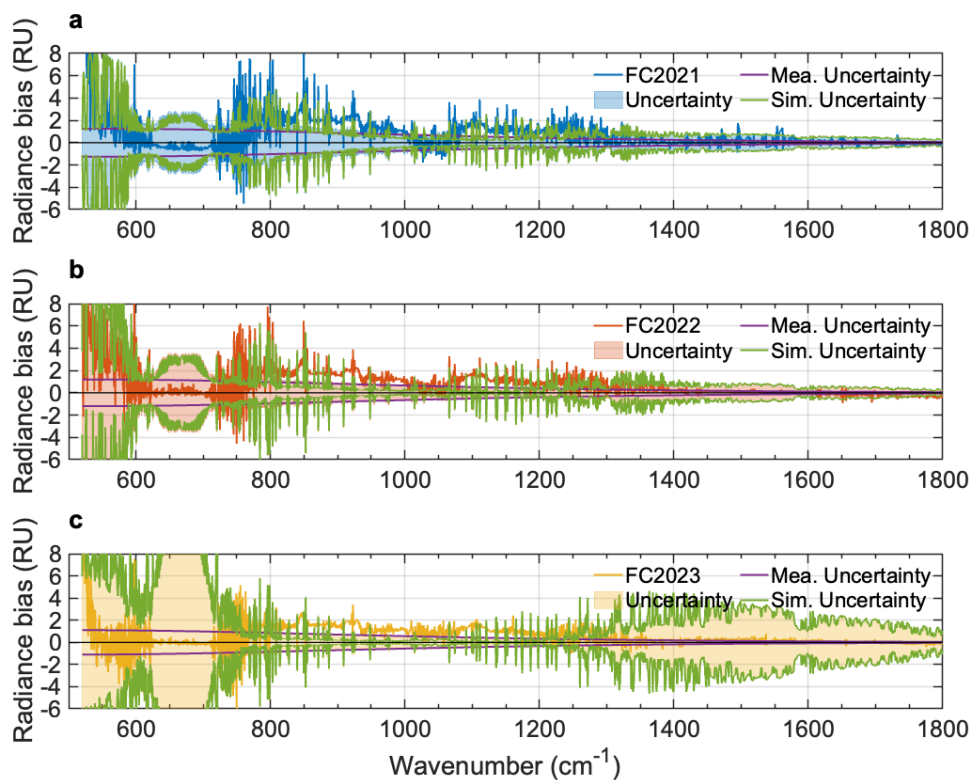 a
Radiance bias (RU)
8
6
4
2
0
-2
-4
-6
FC2021 Mea. Uncertainty
Uncertainty Sim. Uncertainty
600 800 1000 1200 1400 1600 1800
b
Radiance bias (RU)
8
6
4
2
0
-2
-4
-6
FC2022 Mea. Uncertainty
Uncertainty Sim. Uncertainty
600 800 1000 1200 1400 1600 1800
c
Radiance bias (RU)
8
6
4
2
0
-2
-4
-6
FC2023 Mea. Uncertainty
Uncertainty Sim. Uncertainty
600 800 1000 1200 1400 1600 1800
Wavenumber (cm⁻¹)